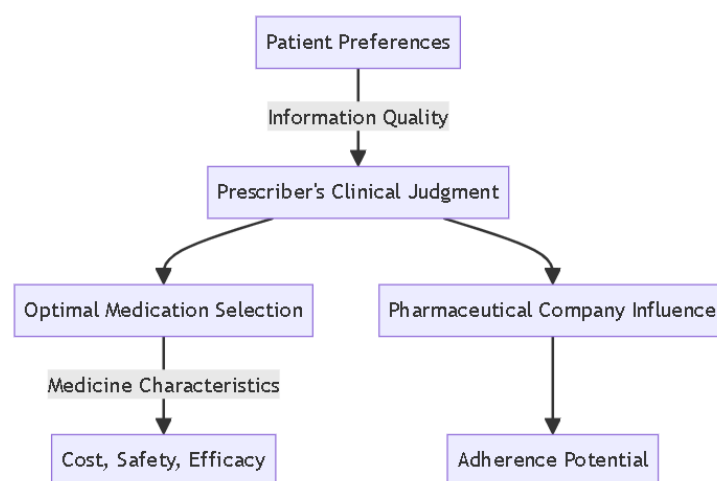 Patient Preferences
Information Quality
Prescriber's Clinical Judgment
Optimal Medication Selection
Pharmaceutical Company Influence
Medicine Characteristics
Cost, Safety, Efficacy
Adherence Potential